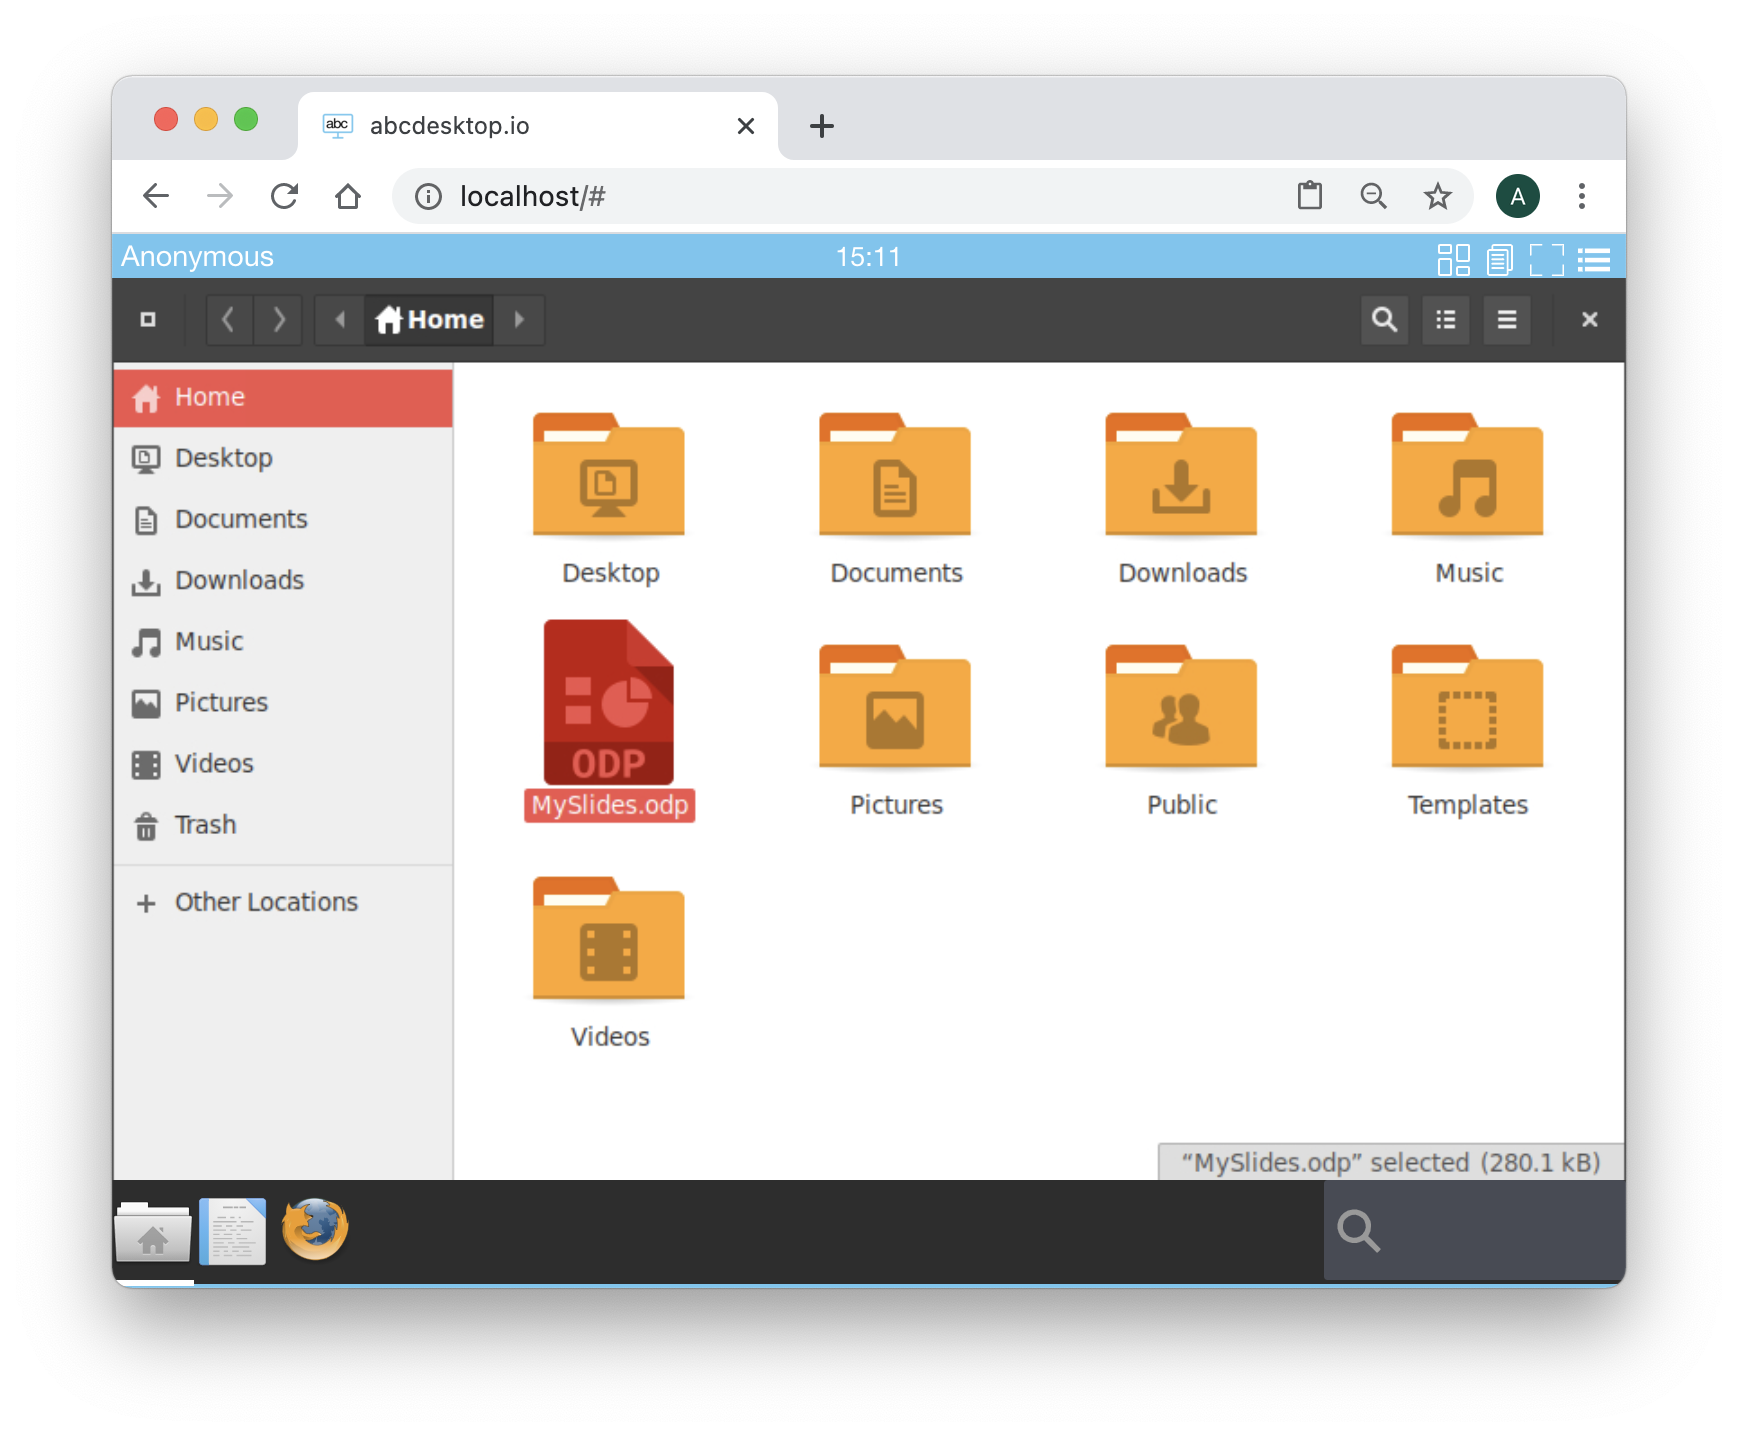 abc abcdesktop.io
localhost/# A
Anonymous 15:11
Home
Home
Desktop
Documents
Downloads
Music
Pictures
Videos
Trash
Other Locations
Desktop Documents Downloads Music
ODP
MySlides.odp Pictures Public Templates
Videos
“MySlides.odp” selected (280.1 kB)